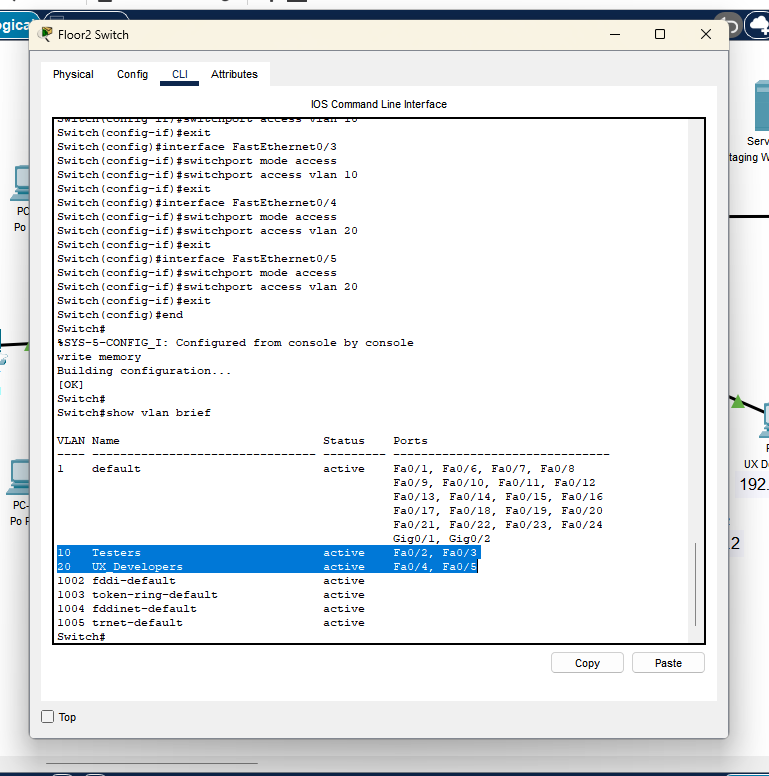 ogical
Floor2 Switch
Physical Config CLI Attributes
IOS Command Line Interface
Switch(config-if)#switchport access vlan 10
Switch(config-if)#exit
Switch(config)#interface FastEthernet0/3
Switch(config-if)#switchport mode access
Switch(config-if)#switchport access vlan 10
Switch(config-if)#exit
Switch(config)#interface FastEthernet0/4
Switch(config-if)#switchport mode access
Switch(config-if)#switchport access vlan 20
Switch(config-if)#exit
Switch(config)#interface FastEthernet0/5
Switch(config-if)#switchport mode access
Switch(config-if)#switchport access vlan 20
Switch(config-if)#exit
Switch(config)#end
Switch#
%SYS-5-CONFIG_I: Configured from console by console
write memory
Building configuration...
[OK]
Switch#
Switch#show vlan brief
VLAN Name Status Ports
---- -------------------------------- --------- -------------------------------
1 default active Fa0/1, Fa0/6, Fa0/7, Fa0/8
Fa0/9, Fa0/10, Fa0/11, Fa0/12
Fa0/13, Fa0/14, Fa0/15, Fa0/16
Fa0/17, Fa0/18, Fa0/19, Fa0/20
Fa0/21, Fa0/22, Fa0/23, Fa0/24
Gig0/1, Gig0/2
10 Testers active Fa0/2, Fa0/3
20 UX_Developers active Fa0/4, Fa0/5
1002 fddi-default active
1003 token-ring-default active
1004 fddinet-default active
1005 trnet-default active
Switch#
Copy Paste
Top
PC
Po
PC-
Po P
Serv
taging W
P
UX D
192.
.2